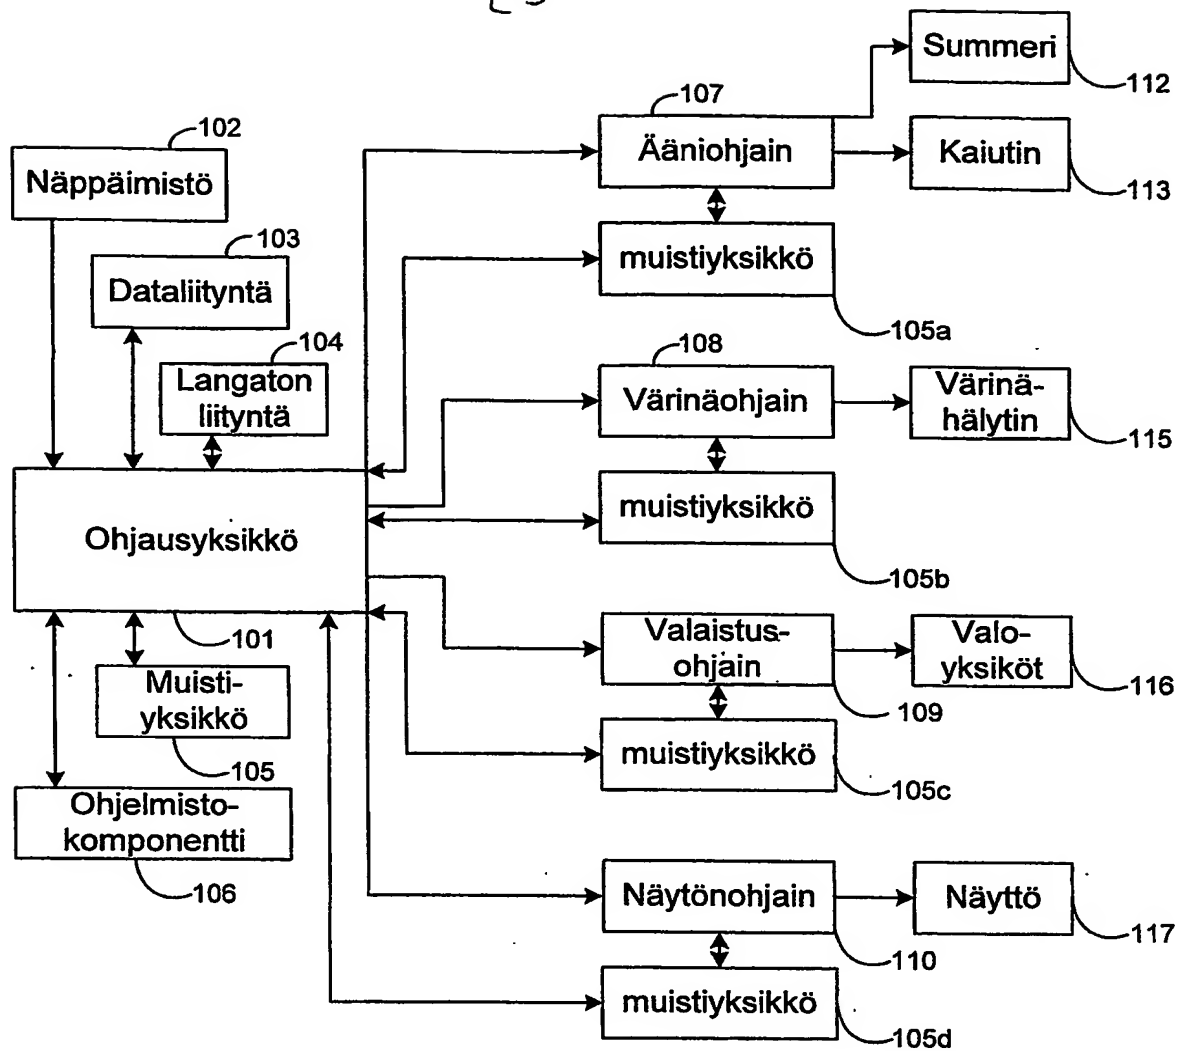 Summeri
112
107
Ääniohjain
Kaiutin
113
102
Näppäimistö
103
Dataliityntä
muistiyksikkö
105a
104
Langaton
liityntä
108
Värinäohjain
Värinä-
hälytin
115
muistiyksikkö
105b
Ohjausyksikkö
101
Valaistus-
ohjain
109
Valo-
yksiköt
116
Muisti-
yksikkö
105
muistiyksikkö
105c
Ohjelmisto-
komponentti
106
Näytönohjain
110
Näyttö
117
muistiyksikkö
105d